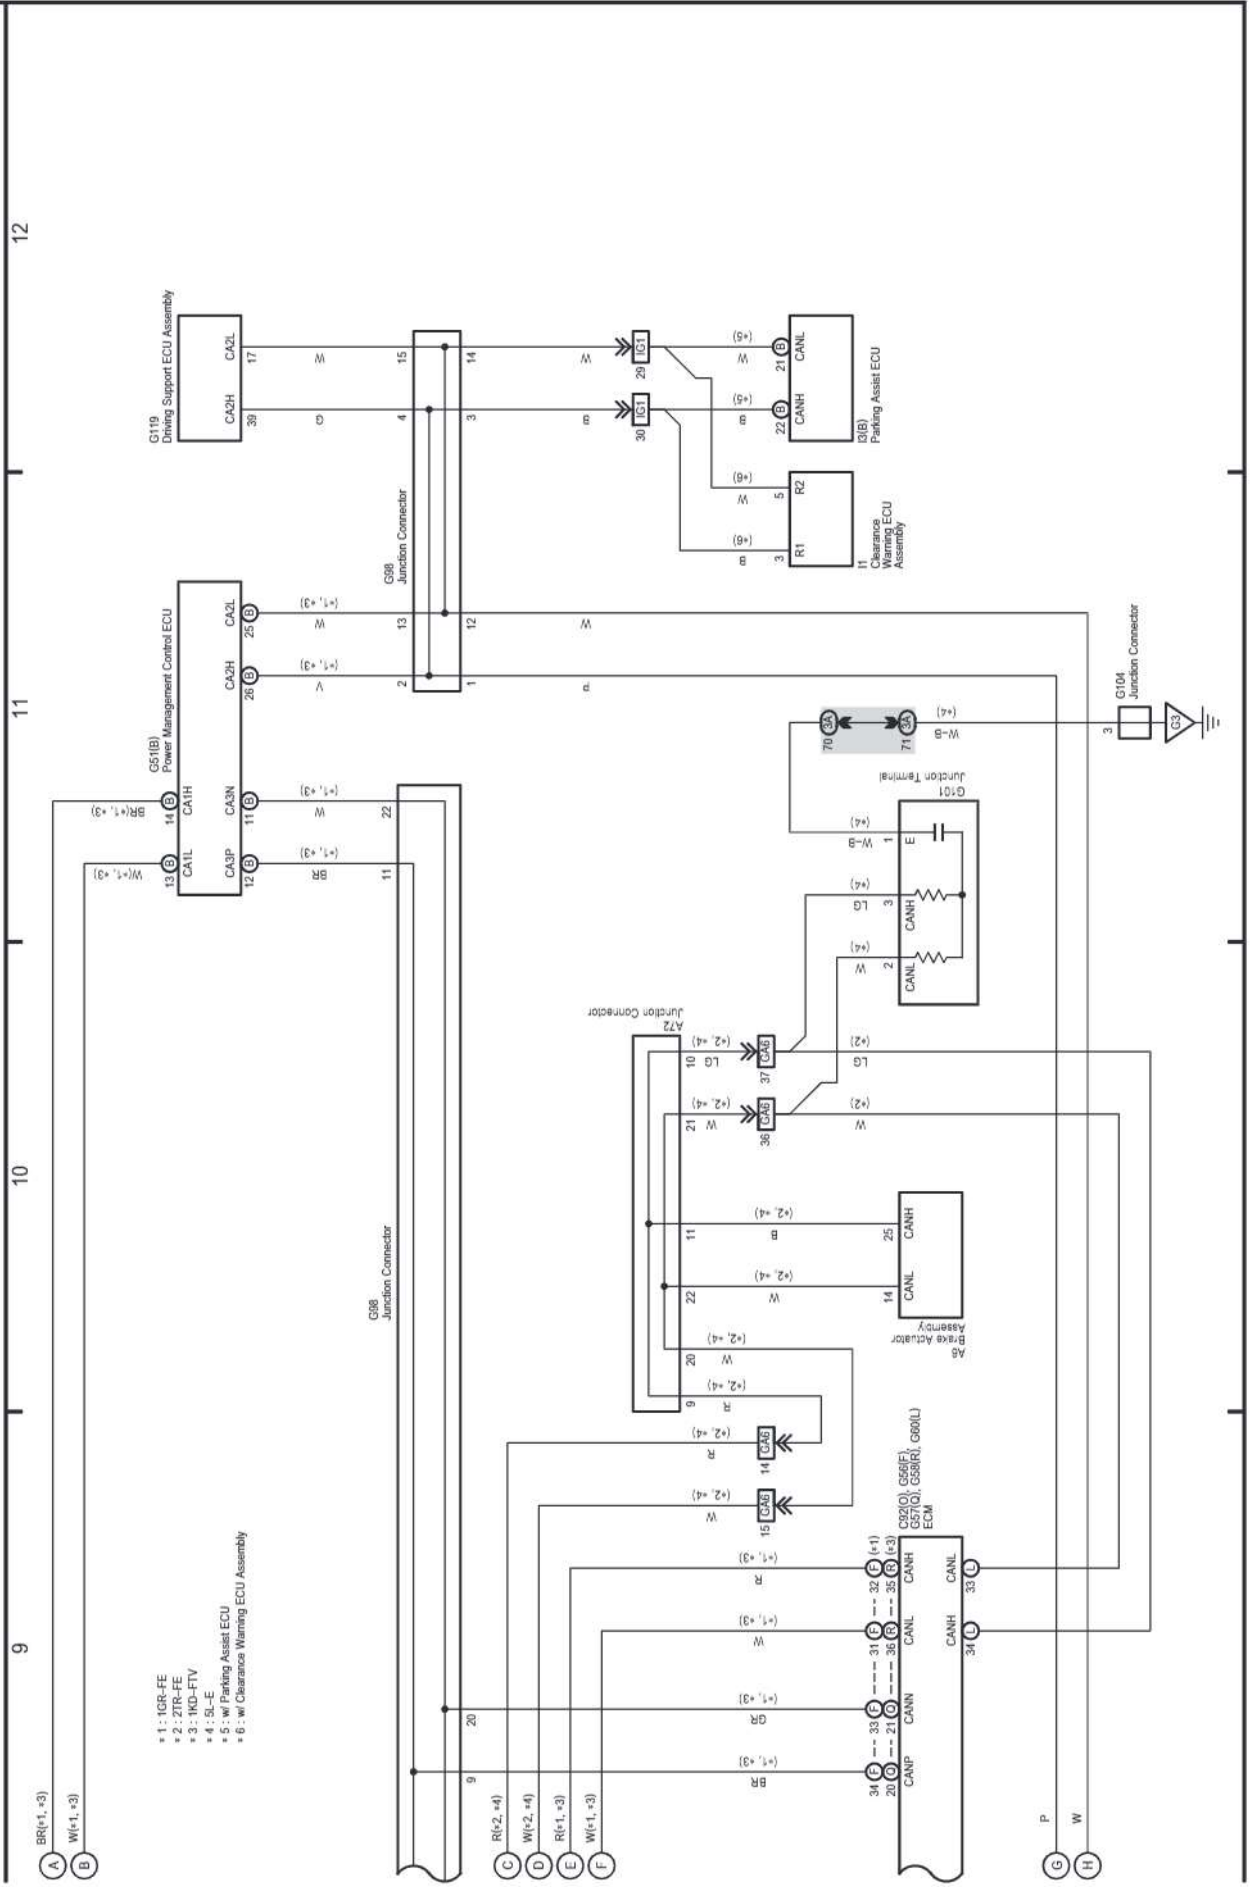 9
10
11
12
BR(*1, *3)
A
W(*1, *3)
B
* 1 : 1GR-FE
* 2 : 2TR-FE
* 3 : 1KD-FTV
* 4 : 5L-E
* 5 : w/ Parking Assist ECU
* 6 : w/ Clearance Warning ECU Assembly
W(*1, *3)
BR(*1, *3)
G51(B)
Power Management Control ECU
13 B
14 B
CA1L
CA1H
CA3P
CA3N
CA2H
CA2L
12 B
11 B
26 B
25 B
BR
(*1, *3)
W
(*1, *3)
V
(*1, *3)
W
(*1, *3)
G119
Driving Support ECU Assembly
CA2H
CA2L
39
17
G
W
G98
Junction Connector
11
22
9
20
G98
Junction Connector
2
13
4
15
1
12
3
14
P
W
B
W
30
IG1
29
IG1
B
(*6)
W
(*6)
B
(*5)
W
(*5)
3
5
R1
R2
I1
Clearance
Warning ECU
Assembly
22 B
21 B
CANH
CANL
I3(B)
Parking Assist ECU
C
R(*2, *4)
D
W(*2, *4)
E
R(*1, *3)
F
W(*1, *3)
BR
(*1, *3)
GR
(*1, *3)
W
(*1, *3)
R
(*1, *3)
W
(*2, *4)
R
(*2, *4)
15
GA6
14
GA6
A72
Junction Connector
9
20
22
11
21
10
R
(*2, *4)
W
(*2, *4)
W
(*2, *4)
B
(*2, *4)
W
(*2, *4)
LG
(*2, *4)
36
GA6
37
GA6
W
(*2)
LG
(*2)
34 F
33 F
31 F
32 F
(*1)
20 Q
21 Q
36 R
35 R
(*3)
CANP
CANN
CANL
CANH
CANH
CANL
34 L
33 L
C92(O), G56(F),
G57(Q), G58(R), G60(L)
ECM
14
25
CANL
CANH
A8
Brake Actuator
Assembly
W
(*4)
LG
(*4)
W-B
(*4)
2
3
1
CANL
CANH
E
G101
Junction Terminal
70
3A
71
3A
W-B
(*4)
3
G104
Junction Connector
G3
G
P
H
W